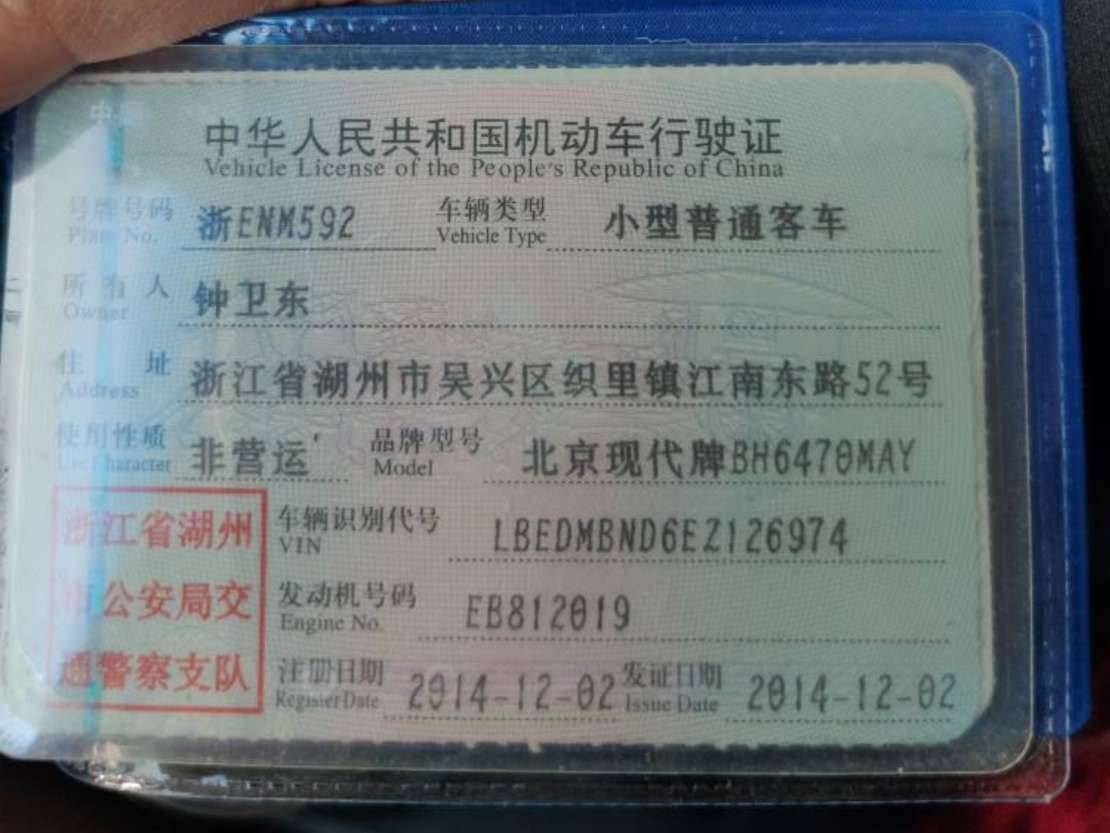 中华人民共和国机动车行驶证
Vehicle License of the People's Republic of China
号牌号码 浙ENM592 车辆类型 小型普通客车
Plate No. Vehicle Type
所有人 钟卫东
Owner
住址 浙江省湖州市吴兴区织里镇江南东路52号
Address
使用性质 非营运 品牌型号 北京现代牌BH6470MAY
Use Character Model
浙江省湖州 车辆识别代号 LBEDMBND6EZ126974
VIN
市公安局交 发动机号码 EB812019
Engine No.
通警察支队 注册日期 2014-12-02 发证日期 2014-12-02
Register Date Issue Date